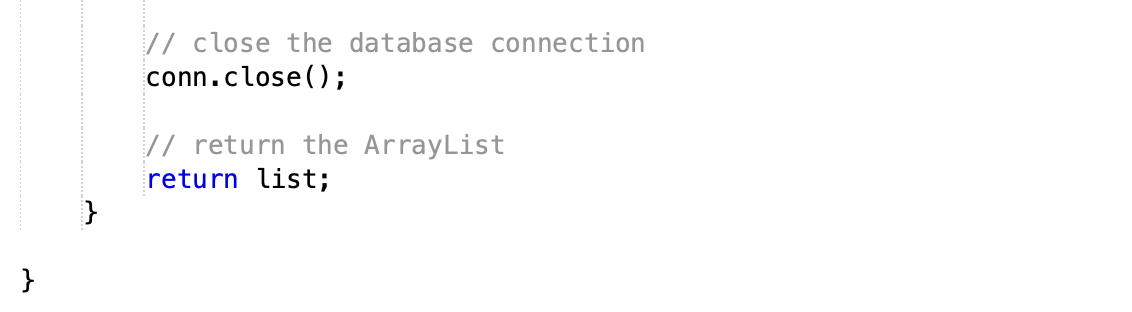 // close the database connection
conn.close();
// return the ArrayList
return list;
}
}